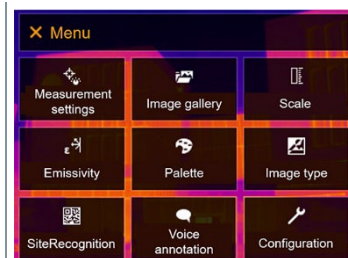 Menu
Measurement
settings
Image gallery
Scale
Emissivity
Palette
Image type
SiteRecognition
Voice
annotation
Configuration